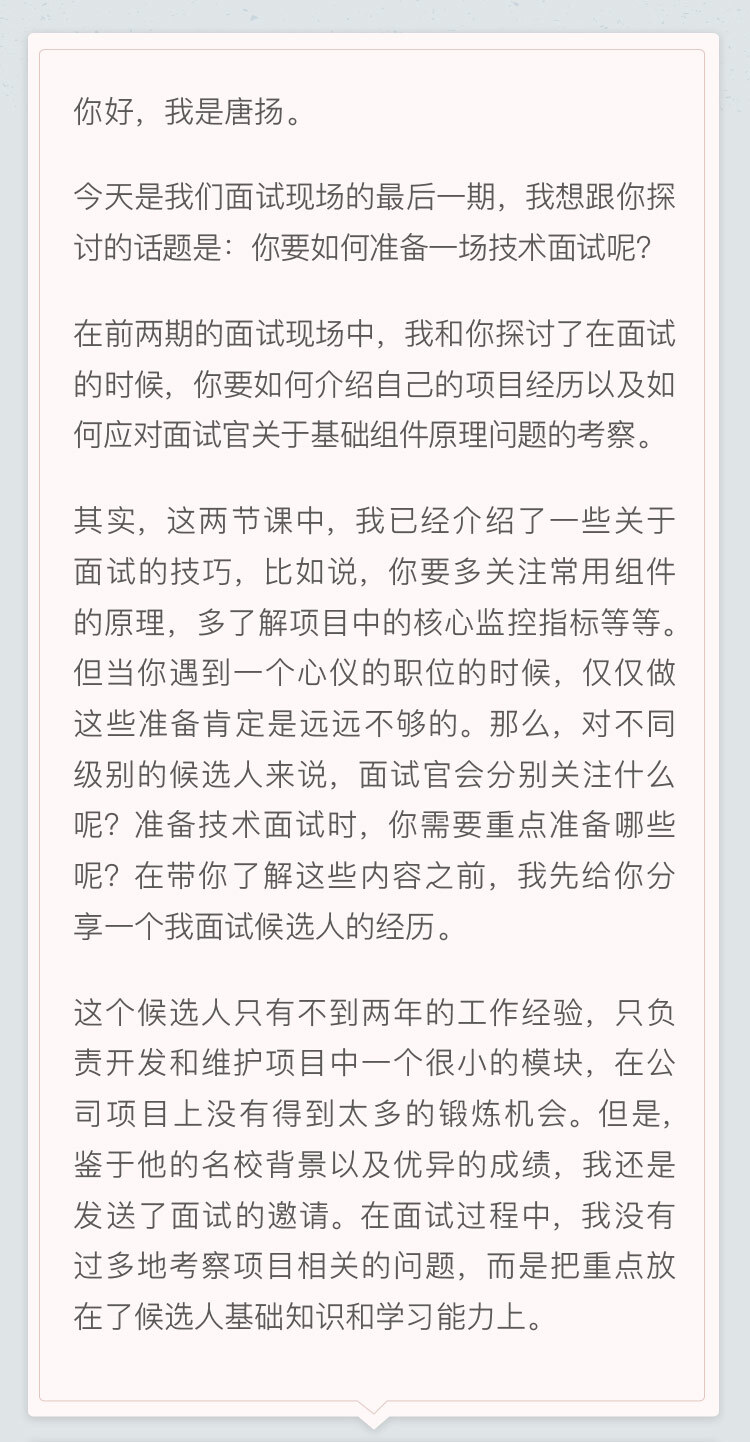 你好，我是唐扬。
今天是我们面试现场的最后一期，我想跟你探
讨的话题是：你要如何准备一场技术面试呢？
在前两期的面试现场中，我和你探讨了在面试
的时候，你要如何介绍自己的项目经历以及如
何应对面试官关于基础组件原理问题的考察。
其实，这两节课中，我已经介绍了一些关于
面试的技巧，比如说，你要多关注常用组件
的原理，多了解项目中的核心监控指标等等。
但当你遇到一个心仪的职位的时候，仅仅做
这些准备肯定是远远不够的。那么，对不同
级别的候选人来说，面试官会分别关注什么
呢？准备技术面试时，你需要重点准备哪些
呢？在带你了解这些内容之前，我先给你分
享一个我面试候选人的经历。
这个候选人只有不到两年的工作经验，只负
责开发和维护项目中一个很小的模块，在公
司项目上没有得到太多的锻炼机会。但是,
鉴于他的名校背景以及优异的成绩，我还是
发送了面试的邀请。在面试过程中，我没有
过多地考察项目相关的问题，而是把重点放
在了候选人基础知识和学习能力上。